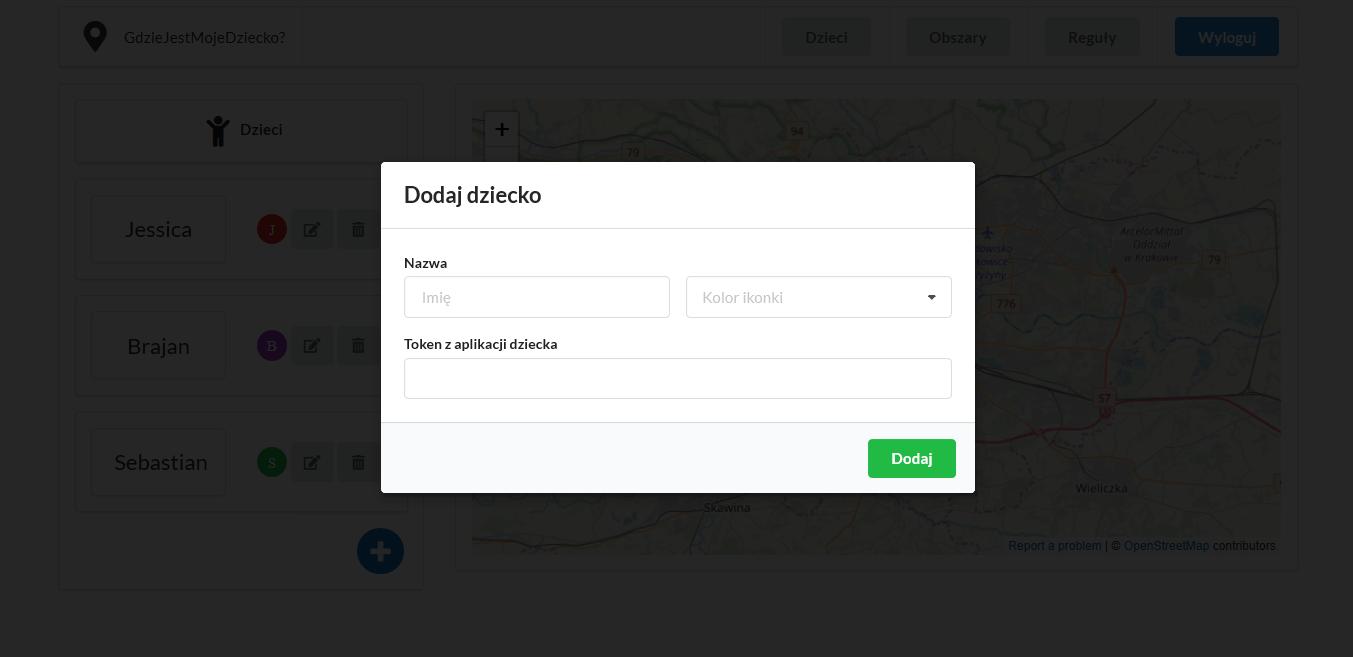 GdzieJestMojeDziecko?
Dzieci
Obszary
Reguły
Wyloguj
Dzieci
Jessica
J
Brajan
B
Sebastian
S
+
94
79
ArcelorMittal
Oddział
w Krakowie
79
776
S7
Wieliczka
Skawina
Report a problem | © OpenStreetMap contributors
Dodaj dziecko
Nazwa
Imię
Kolor ikonki
Token z aplikacji dziecka
Dodaj